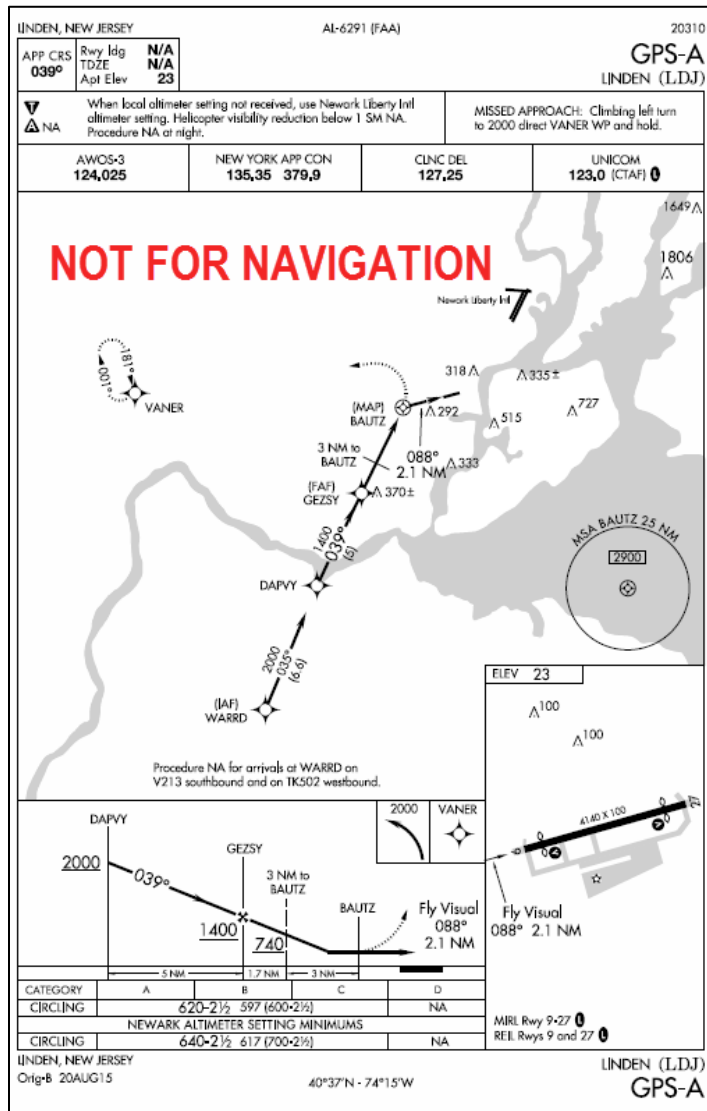 LINDEN, NEW JERSEY
AL-6291 (FAA)
20310
APP CRS
039°
Rwy ldg N/A
TDZE N/A
Apt Elev 23
GPS-A
LINDEN (LDJ)
T
A NA
When local altimeter setting not received, use Newark Liberty Intl
altimeter setting. Helicopter visibility reduction below 1 SM NA.
Procedure NA at night.
MISSED APPROACH: Climbing left turn
to 2000 direct VANER WP and hold.
AWOS-3
124.025
NEW YORK APP CON
135.35 379.9
CLNC DEL
127.25
UNICOM
123.0 (CTAF) L
1649
1806
NOT FOR NAVIGATION
Newark Liberty Intl
181°
001°
VANER
318
335±
(MAP)
BAUTZ
292
515
727
3 NM to
BAUTZ
088°
2.1 NM
333
(FAF)
GEZSY
370±
1400
039°
(5)
MSA BAUTZ 25 NM
2900
DAPVY
2000
035°
(6.6)
(IAF)
WARRD
Procedure NA for arrivals at WARRD on
V213 southbound and on TK502 westbound.
ELEV 23
100
100
4140 X 100
27
9
V
V
Fly Visual
088° 2.1 NM
MIRL Rwy 9-27 L
REIL Rwys 9 and 27 L
2000
VANER
DAPVY
2000
039°
GEZSY
1400
3 NM to
BAUTZ
740
BAUTZ
Fly Visual
088°
2.1 NM
5 NM
1.7 NM
3 NM
CATEGORY A B C D
CIRCLING 620-2½ 597 (600-2½) NA
NEWARK ALTIMETER SETTING MINIMUMS
CIRCLING 640-2½ 617 (700-2½) NA
LINDEN, NEW JERSEY
Orig-B 20AUG15
40°37'N - 74°15'W
LINDEN (LDJ)
GPS-A